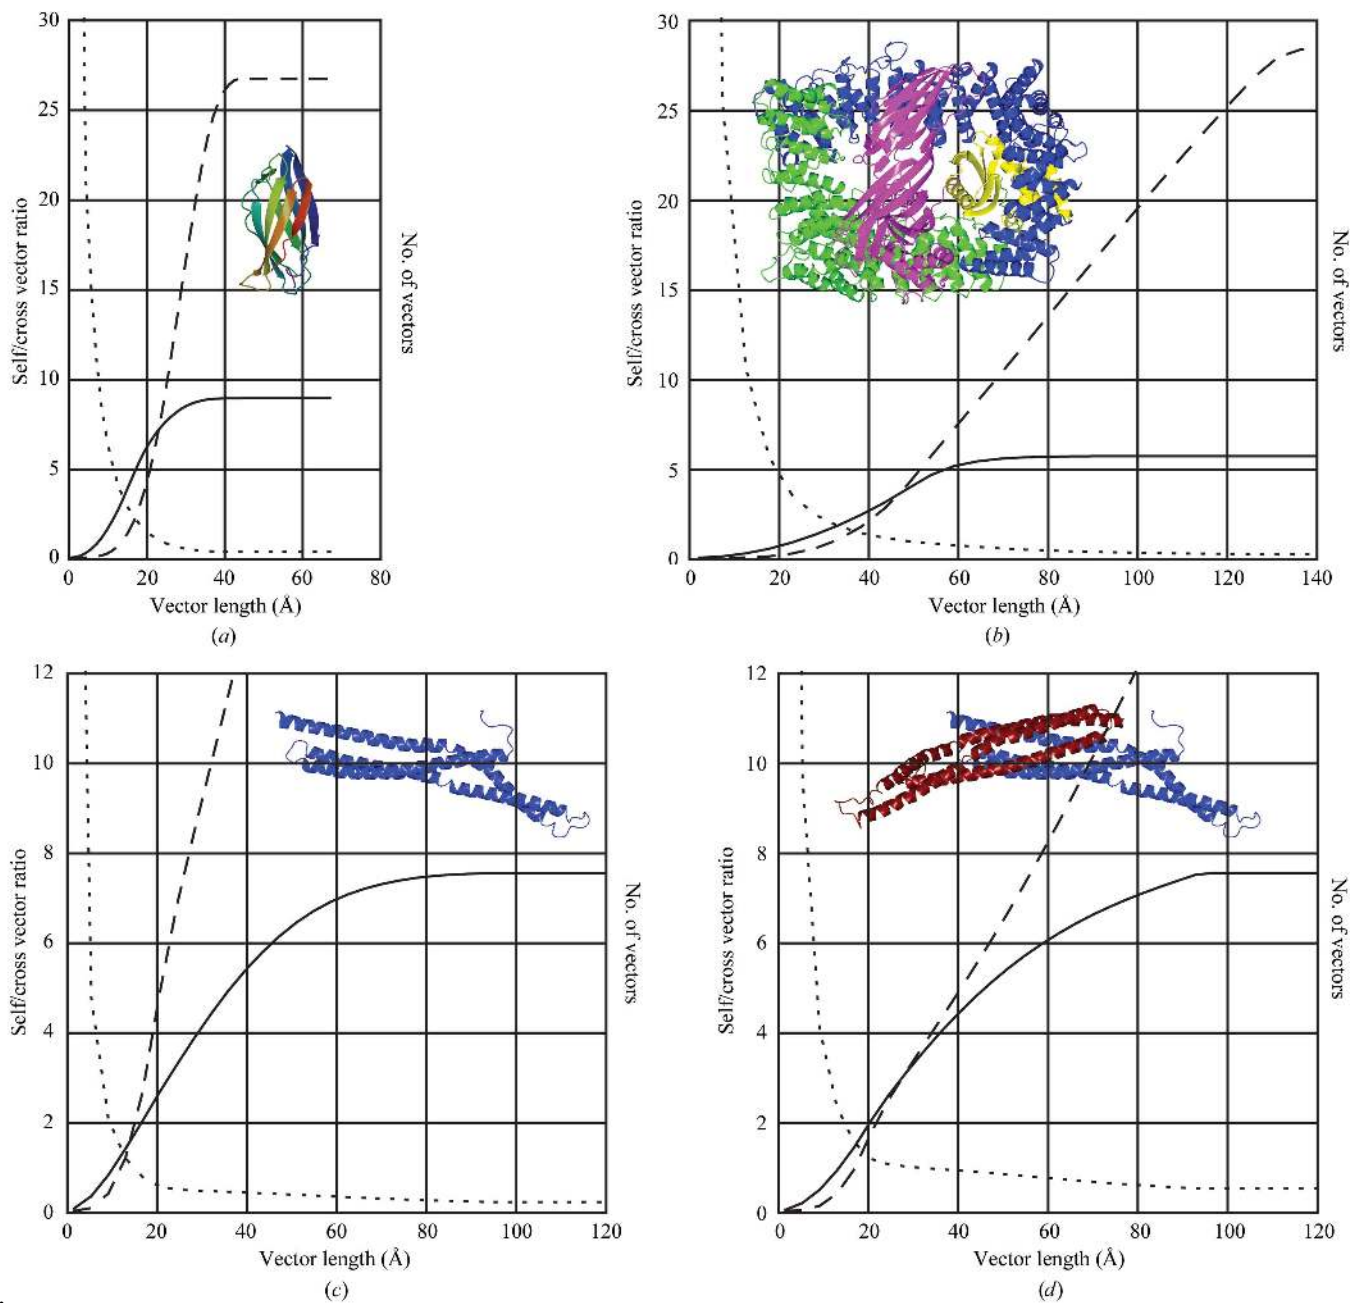 30
25
20
15
10
5
0
Self/cross vector ratio
No. of vectors
0 20 40 60 80
Vector length (Å)
(a)
30
25
20
15
10
5
0
Self/cross vector ratio
No. of vectors
0 20 40 60 80 100 120 140
Vector length (Å)
(b)
12
10
8
6
4
2
0
Self/cross vector ratio
No. of vectors
0 20 40 60 80 100 120
Vector length (Å)
(c)
12
10
8
6
4
2
0
Self/cross vector ratio
No. of vectors
0 20 40 60 80 100 120
Vector length (Å)
(d)